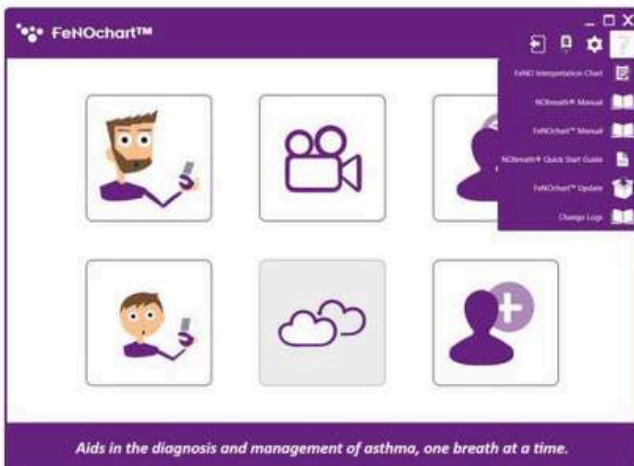 FeNOchart™
FeNO Interpretation Chart
NObreath® Manual
FeNOchart™ Manual
NObreath® Quick Start Guide
FeNOchart™ Update
Change Logs
Aids in the diagnosis and management of asthma, one breath at a time.